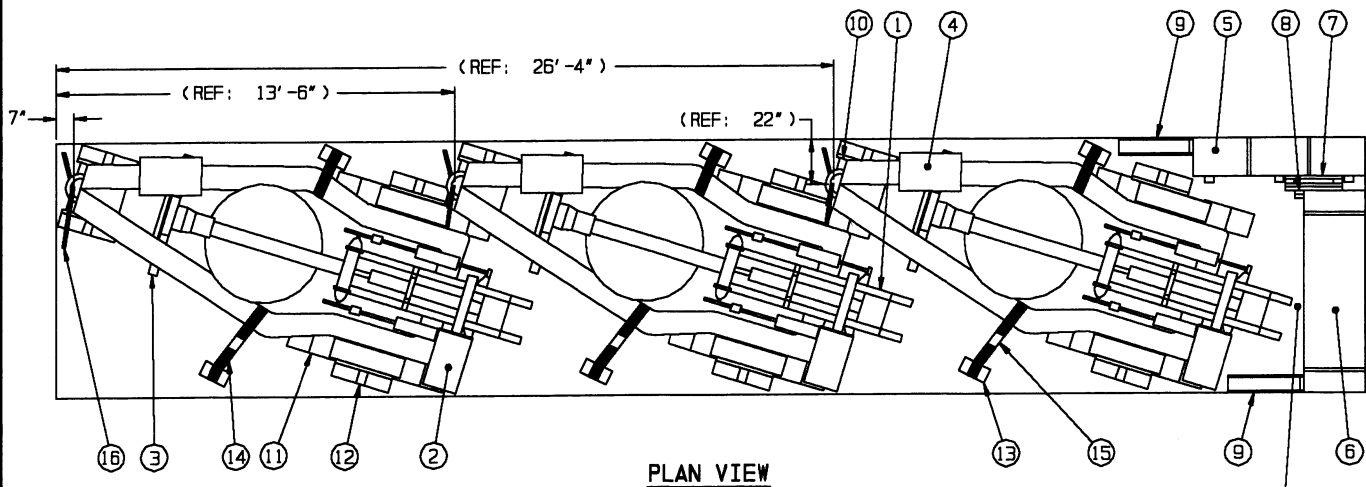 10 1 4 9 5 8 7
(REF: 26'-4")
(REF: 13'-6")
7"
(REF: 22")
16 3 14 11 12 2 13 15 9 6
PLAN VIEW